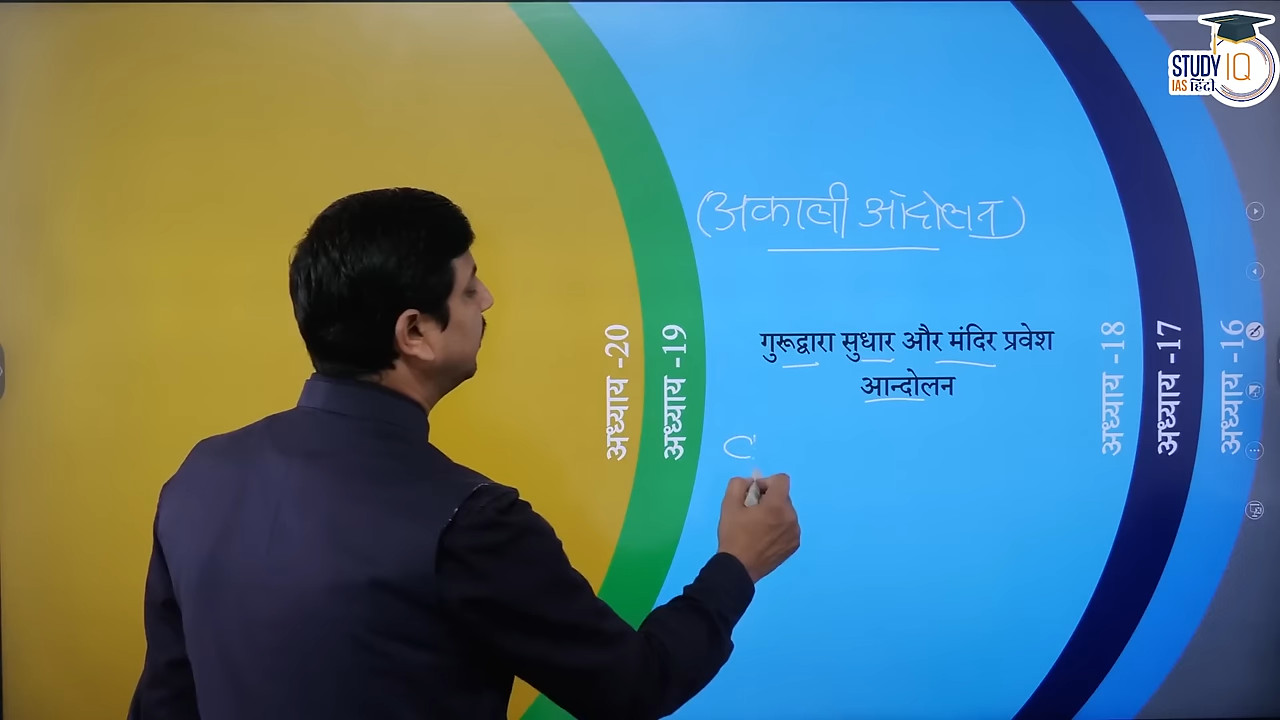 STUDY IQ
IAS हिंदी
(अकाली आंदोलन)
गुरूद्वारा सुधार और मंदिर प्रवेश
आन्दोलन
C
अध्याय -20
अध्याय -19
अध्याय -18
अध्याय -17
अध्याय -16